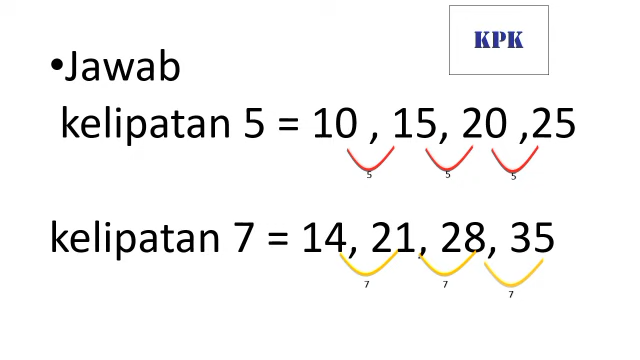 KPK
•Jawab
kelipatan 5 = 10 , 15, 20 ,25
5 5 5
kelipatan 7 = 14, 21, 28, 35
7 7 7